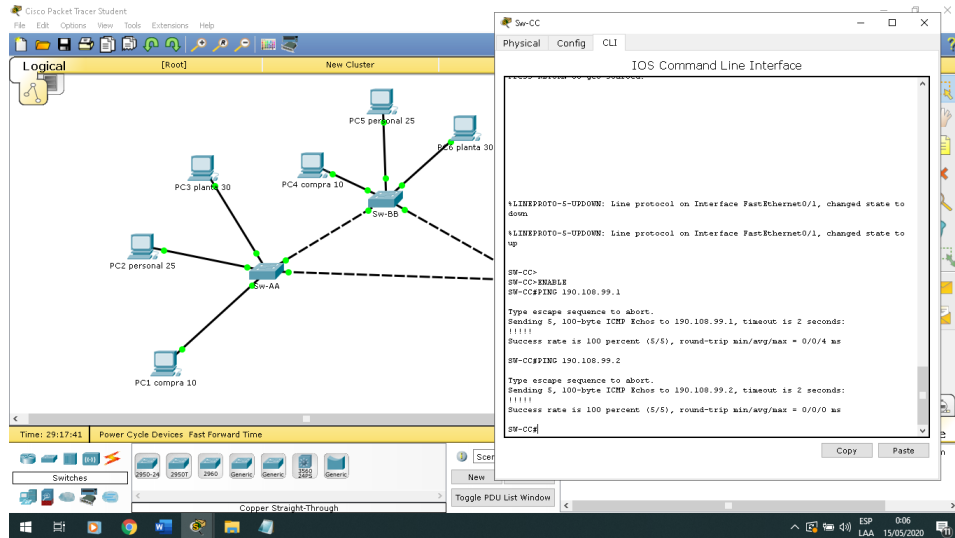 Cisco Packet Tracer Student
File Edit Options View Tools Extensions Help
Logical [Root] New Cluster
PC5 personal 25
PC6 planta 30
PC4 compra 10
PC3 planta 30
Sw-BB
PC2 personal 25
Sw-AA
PC1 compra 10
Time: 29:17:41 Power Cycle Devices Fast Forward Time
Switches
2950-24 2950T 2960 Generic Generic 3560 24PS Generic
Copper Straight-Through
Scer
New
Toggle PDU List Window
Sw-CC
Physical Config CLI
IOS Command Line Interface
%LINEPROTO-5-UPDOWN: Line protocol on Interface FastEthernet0/1, changed state to
down
%LINEPROTO-5-UPDOWN: Line protocol on Interface FastEthernet0/1, changed state to
up
SW-CC>
SW-CC>ENABLE
SW-CC#PING 190.108.99.1
Type escape sequence to abort.
Sending 5, 100-byte ICMP Echos to 190.108.99.1, timeout is 2 seconds:
!!!!!
Success rate is 100 percent (5/5), round-trip min/avg/max = 0/0/4 ms
SW-CC#PING 190.108.99.2
Type escape sequence to abort.
Sending 5, 100-byte ICMP Echos to 190.108.99.2, timeout is 2 seconds:
!!!!!
Success rate is 100 percent (5/5), round-trip min/avg/max = 0/0/0 ms
SW-CC#
Copy Paste
ESP 0:06
LAA 15/05/2020